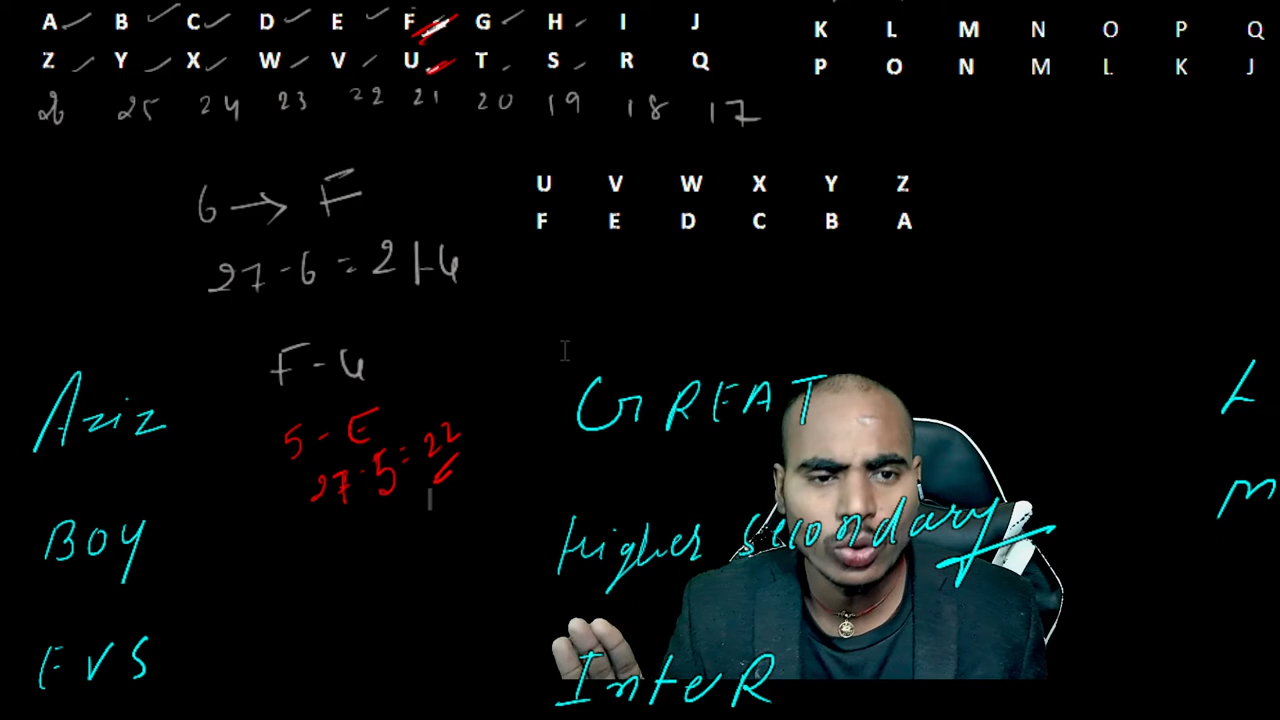 A B C D E F G H I J K L M N O P Q
Z Y X W V U T S R Q P O N M L K J
26 25 24 23 22 21 20 19 18 17
6 → F
27 - 6 = 21 - U
U V W X Y Z
F E D C B A
F - U
5 - E
27 - 5 = 22
Aziz GREAT L
BOY Higher secondary M
EVS InteR